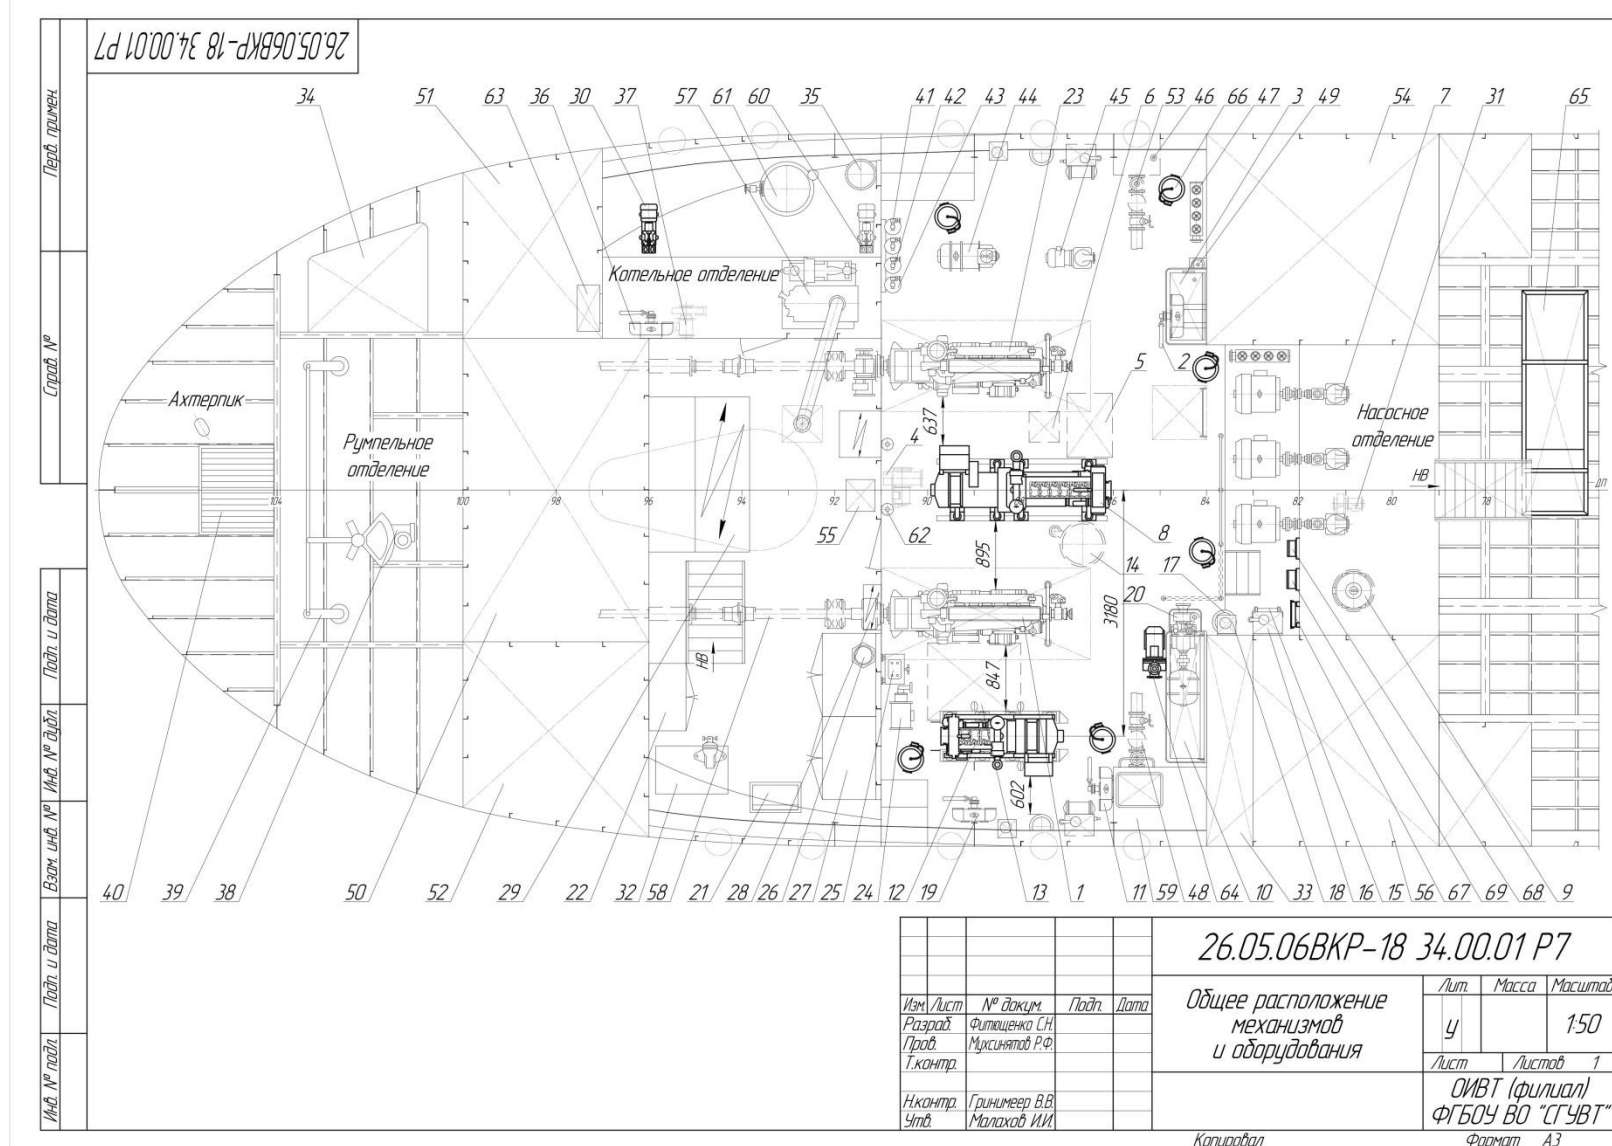 26.05.06ВКР-18 34.00.01 Р7
Перв. примен.
Справ. №
Подп. и дата
Инв. № дубл.
Взам. инв. №
Подп. и дата
Инв. № подл.
34 51 63 36 30 37 57 61 60 35 41 42 43 44 23 45 6 53 46 66 47 3 49 54 7 31 65
Котельное отделение
Ахтерпик
Румпельное
отделение
Насосное
отделение
637
4
5
2
НВ
104 100 96 94 92 90 86 84 82 80 78 ДП
55 62
8
895
14 17
20
3180
НВ
847
602
40 39 38 50 52 29 22 32 58 21 28 26 27 25 24 12 19 13 1 11 59 48 64 10 33 18 16 15 56 67 69 68 9
26.05.06ВКР-18 34.00.01 Р7
Изм. Лист № докум. Подп. Дата
Разраб. Фитющенко С.Н.
Пров. Мухсинятов Р.Ф.
Т.контр.
Н.контр. Гринимеер В.В.
Утв. Малахов И.И.
Общее расположение
механизмов
и оборудования
Лит. Масса Масштаб
у 1:50
Лист Листов 1
ОИВТ (филиал)
ФГБОУ ВО "СГУВТ"
Копировал Формат А3